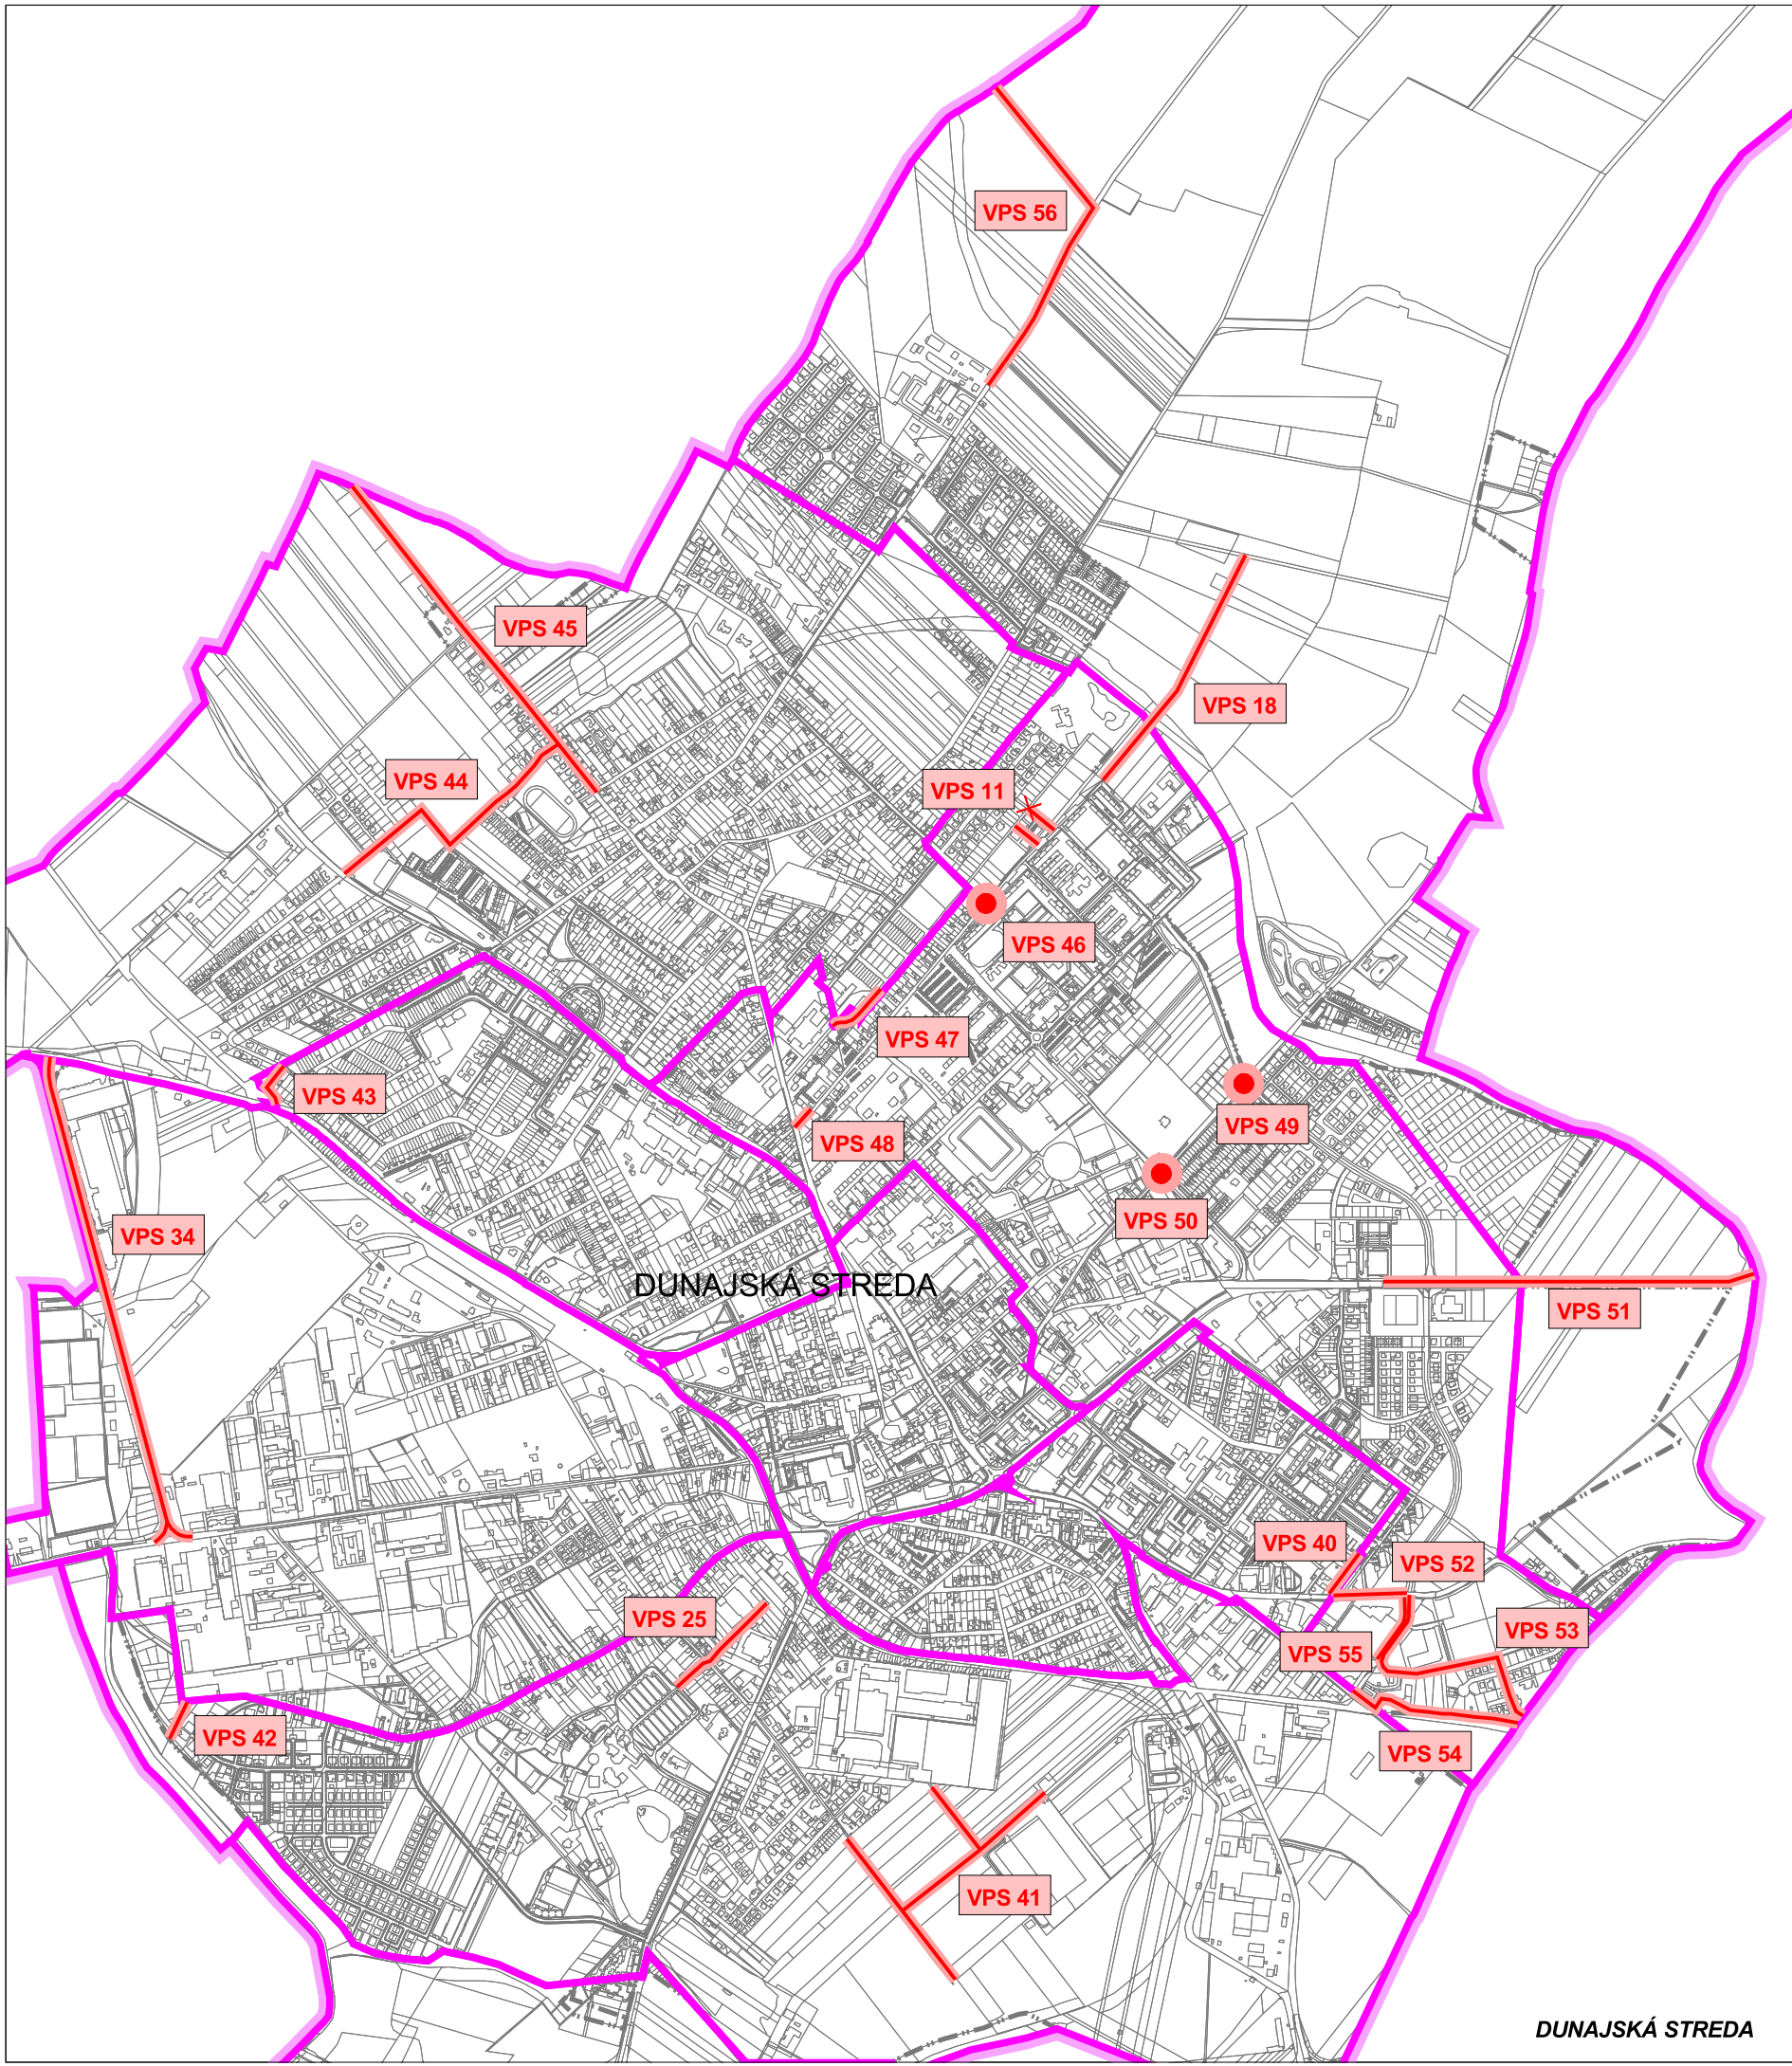 VPS 56
VPS 45
VPS 18
VPS 44
VPS 11
VPS 46
VPS 47
VPS 43
VPS 49
VPS 48
VPS 50
VPS 34
DUNAJSKÁ STREDA
VPS 51
VPS 40
VPS 52
VPS 25
VPS 53
VPS 55
VPS 42
VPS 54
VPS 41
DUNAJSKÁ STREDA